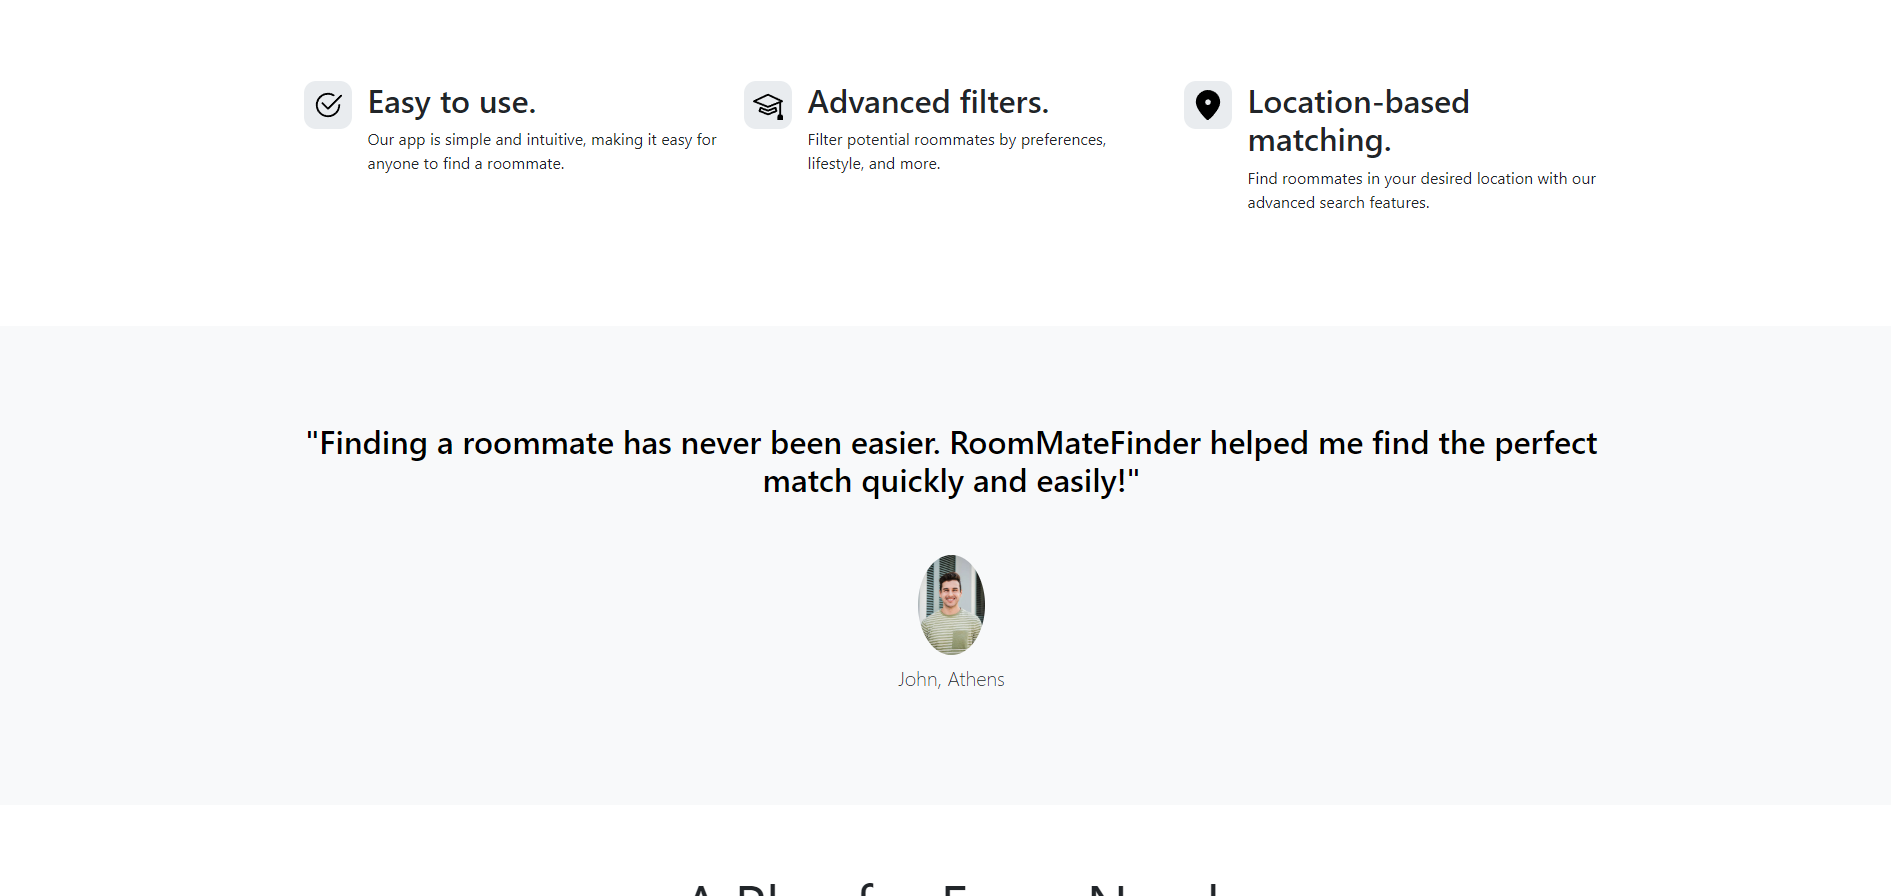 Easy to use.
Our app is simple and intuitive, making it easy for
anyone to find a roommate.
Advanced filters.
Filter potential roommates by preferences,
lifestyle, and more.
Location-based
matching.
Find roommates in your desired location with our
advanced search features.
"Finding a roommate has never been easier. RoomMateFinder helped me find the perfect
match quickly and easily!"
John, Athens